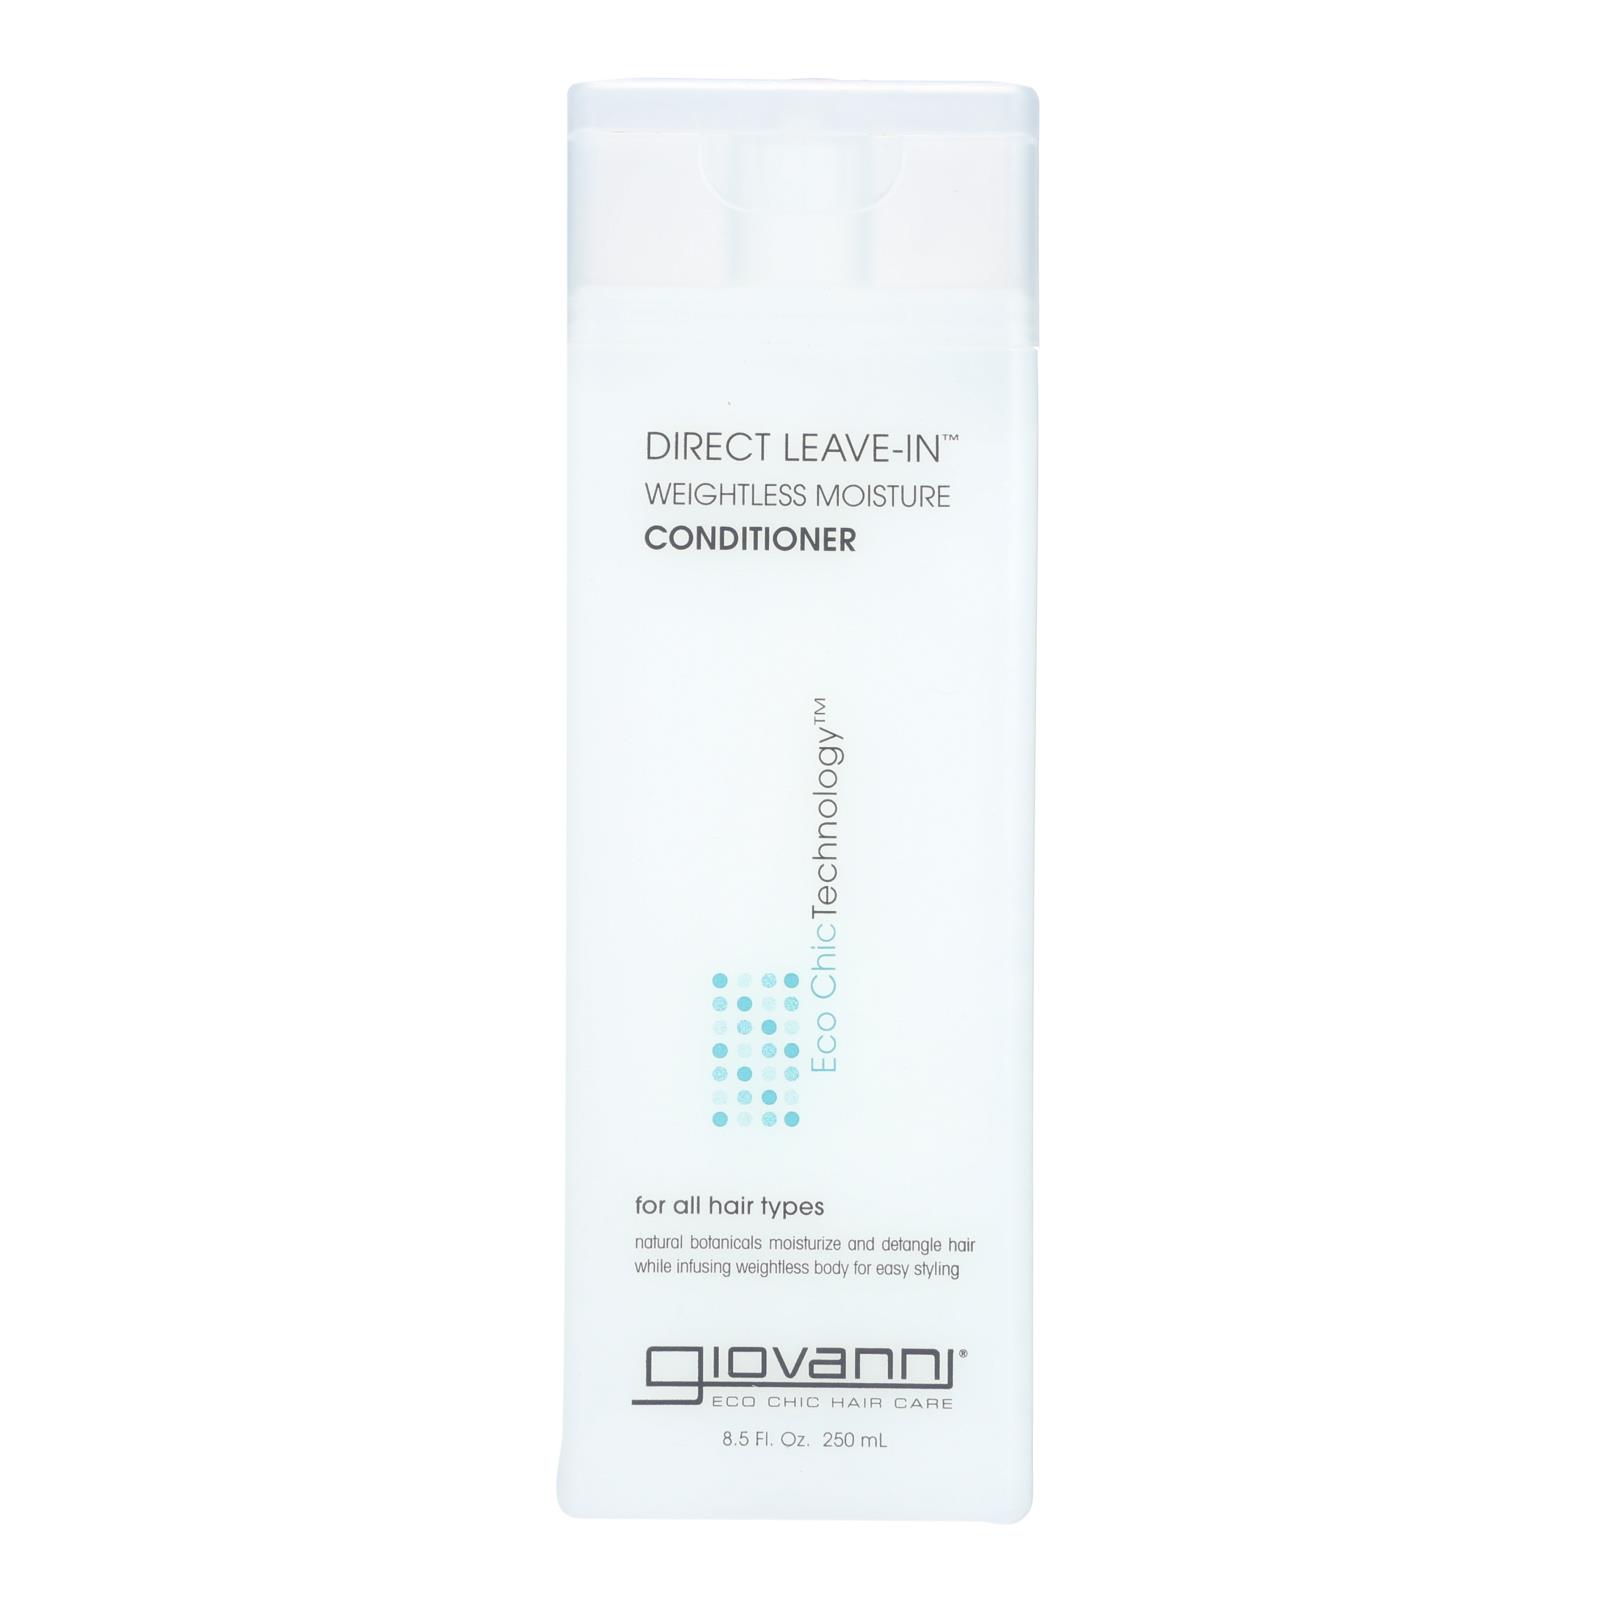 DIRECT LEAVE-IN™
WEIGHTLESS MOISTURE
CONDITIONER
Eco ChicTechnology™
for all hair types
natural botanicals moisturize and detangle hair
while infusing weightless body for easy styling
giovanni®
ECO CHIC HAIR CARE
8.5 Fl. Oz. 250 mL